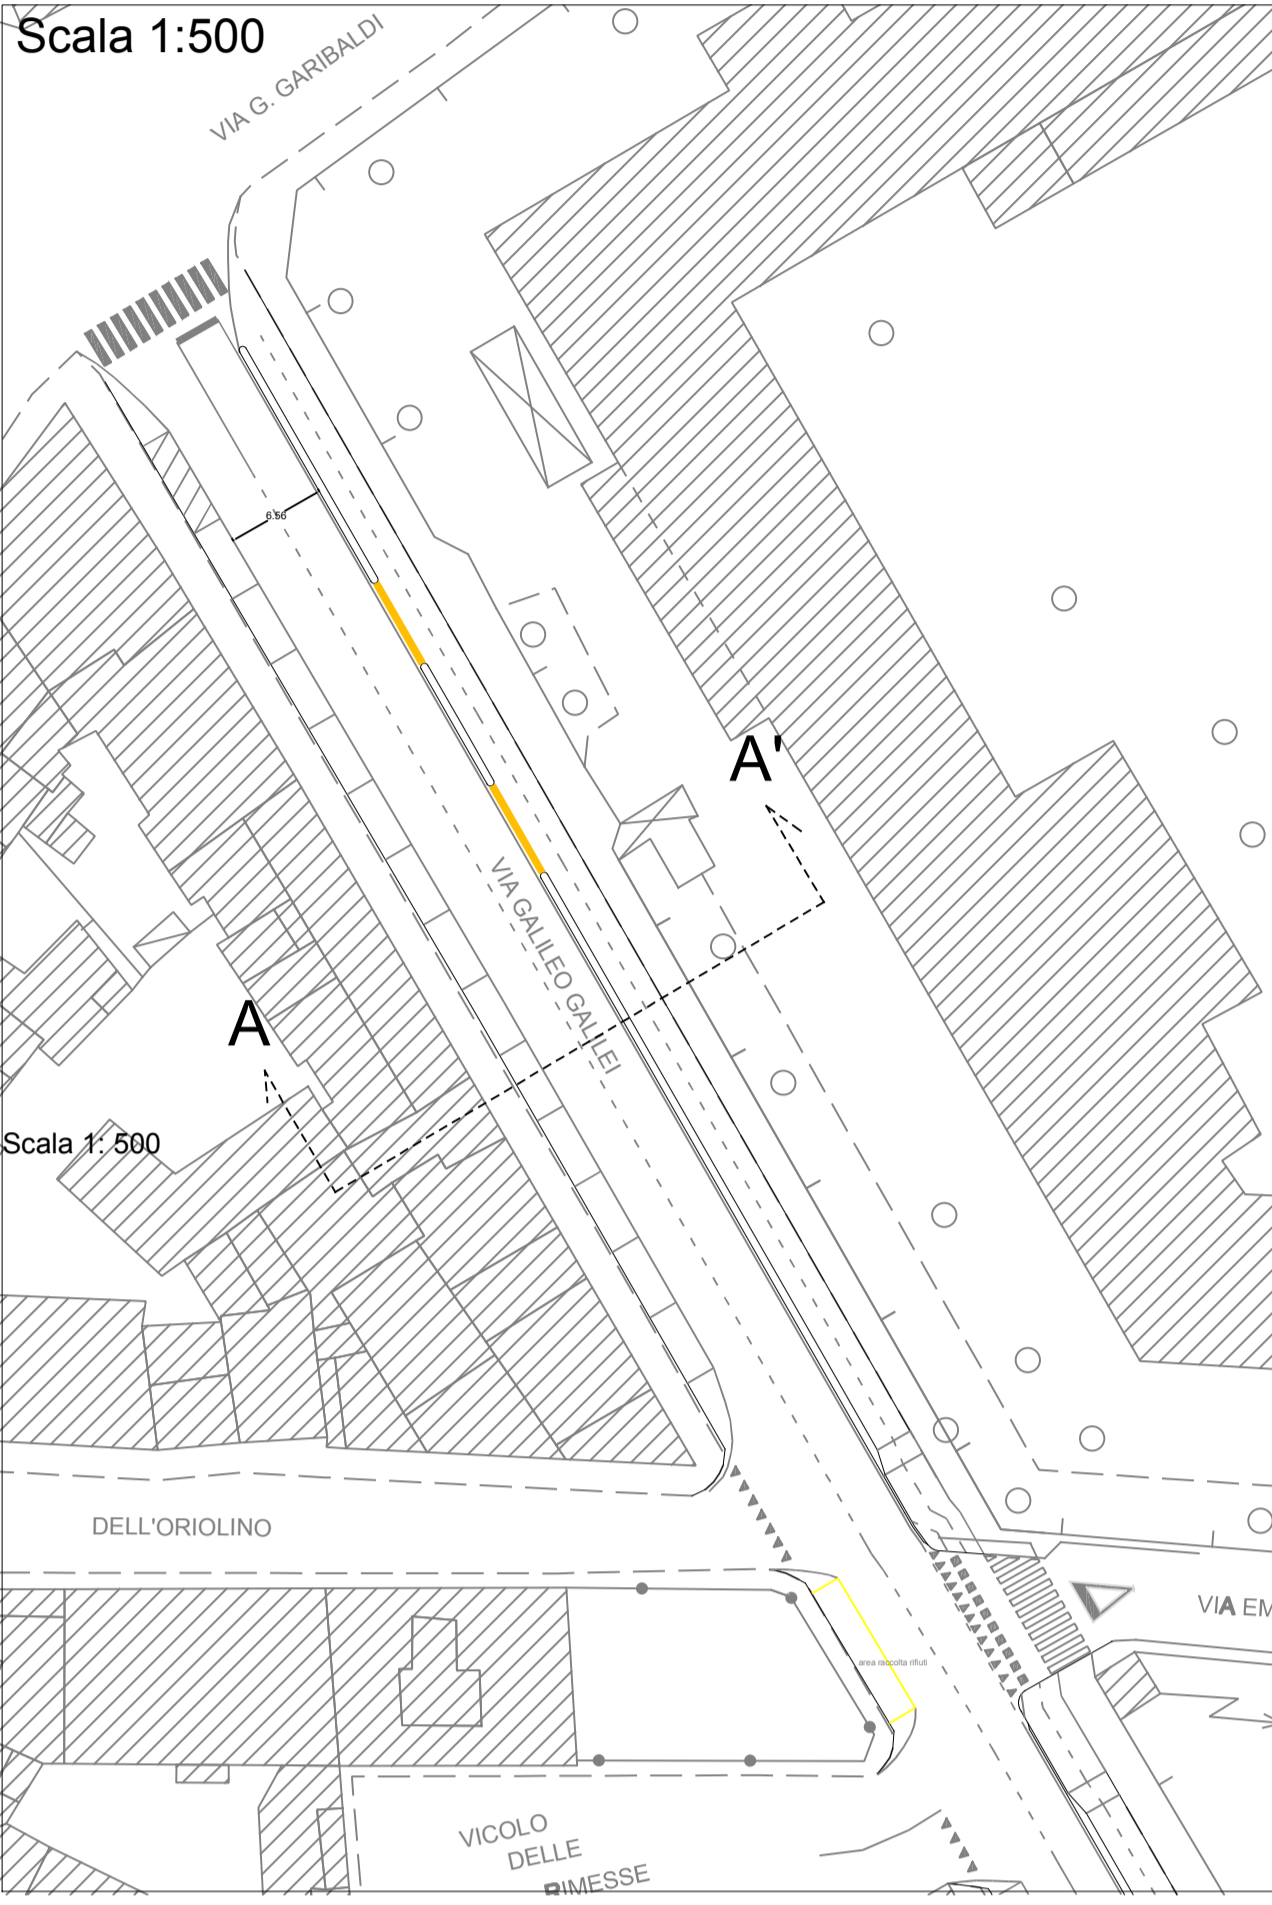 Scala 1:500
VIA G. GARIBALDI
6.56
A'
VIA GALILEO GALILEI
A
Scala 1: 500
DELL'ORIOLINO
VIA EM
area raccolta rifiuti
VICOLO
DELLE
RIMESSE